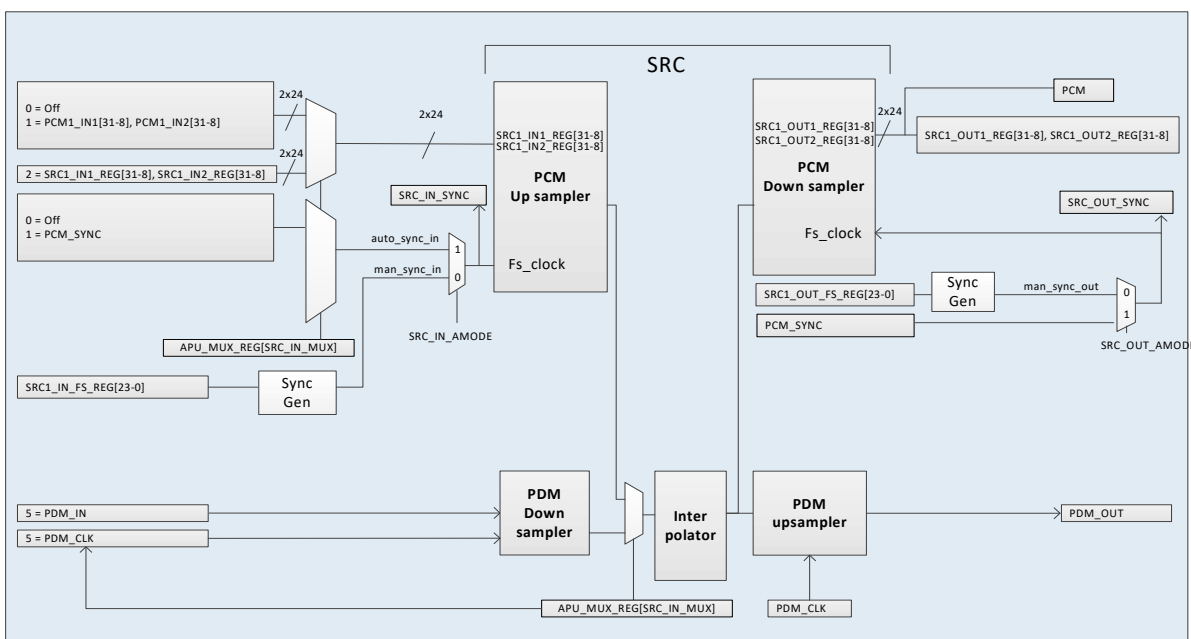 SRC
0 = Off
1 = PCM1_IN1[31-8], PCM1_IN2[31-8]
2x24
2x24
2 = SRC1_IN1_REG[31-8], SRC1_IN2_REG[31-8]
2x24
0 = Off
1 = PCM_SYNC
SRC_IN_SYNC
auto_sync_in
man_sync_in
1
0
SRC_IN_AMODE
APU_MUX_REG[SRC_IN_MUX]
SRC1_IN_FS_REG[23-0]
Sync
Gen
SRC1_IN1_REG[31-8]
SRC1_IN2_REG[31-8]
PCM
Up sampler
Fs_clock
SRC1_OUT1_REG[31-8]
SRC1_OUT2_REG[31-8]
PCM
Down sampler
Fs_clock
2x24
PCM
SRC1_OUT1_REG[31-8], SRC1_OUT2_REG[31-8]
SRC_OUT_SYNC
SRC1_OUT_FS_REG[23-0]
Sync
Gen
man_sync_out
0
1
PCM_SYNC
SRC_OUT_AMODE
5 = PDM_IN
5 = PDM_CLK
PDM
Down
sampler
Inter
polator
PDM
upsampler
PDM_OUT
APU_MUX_REG[SRC_IN_MUX]
PDM_CLK